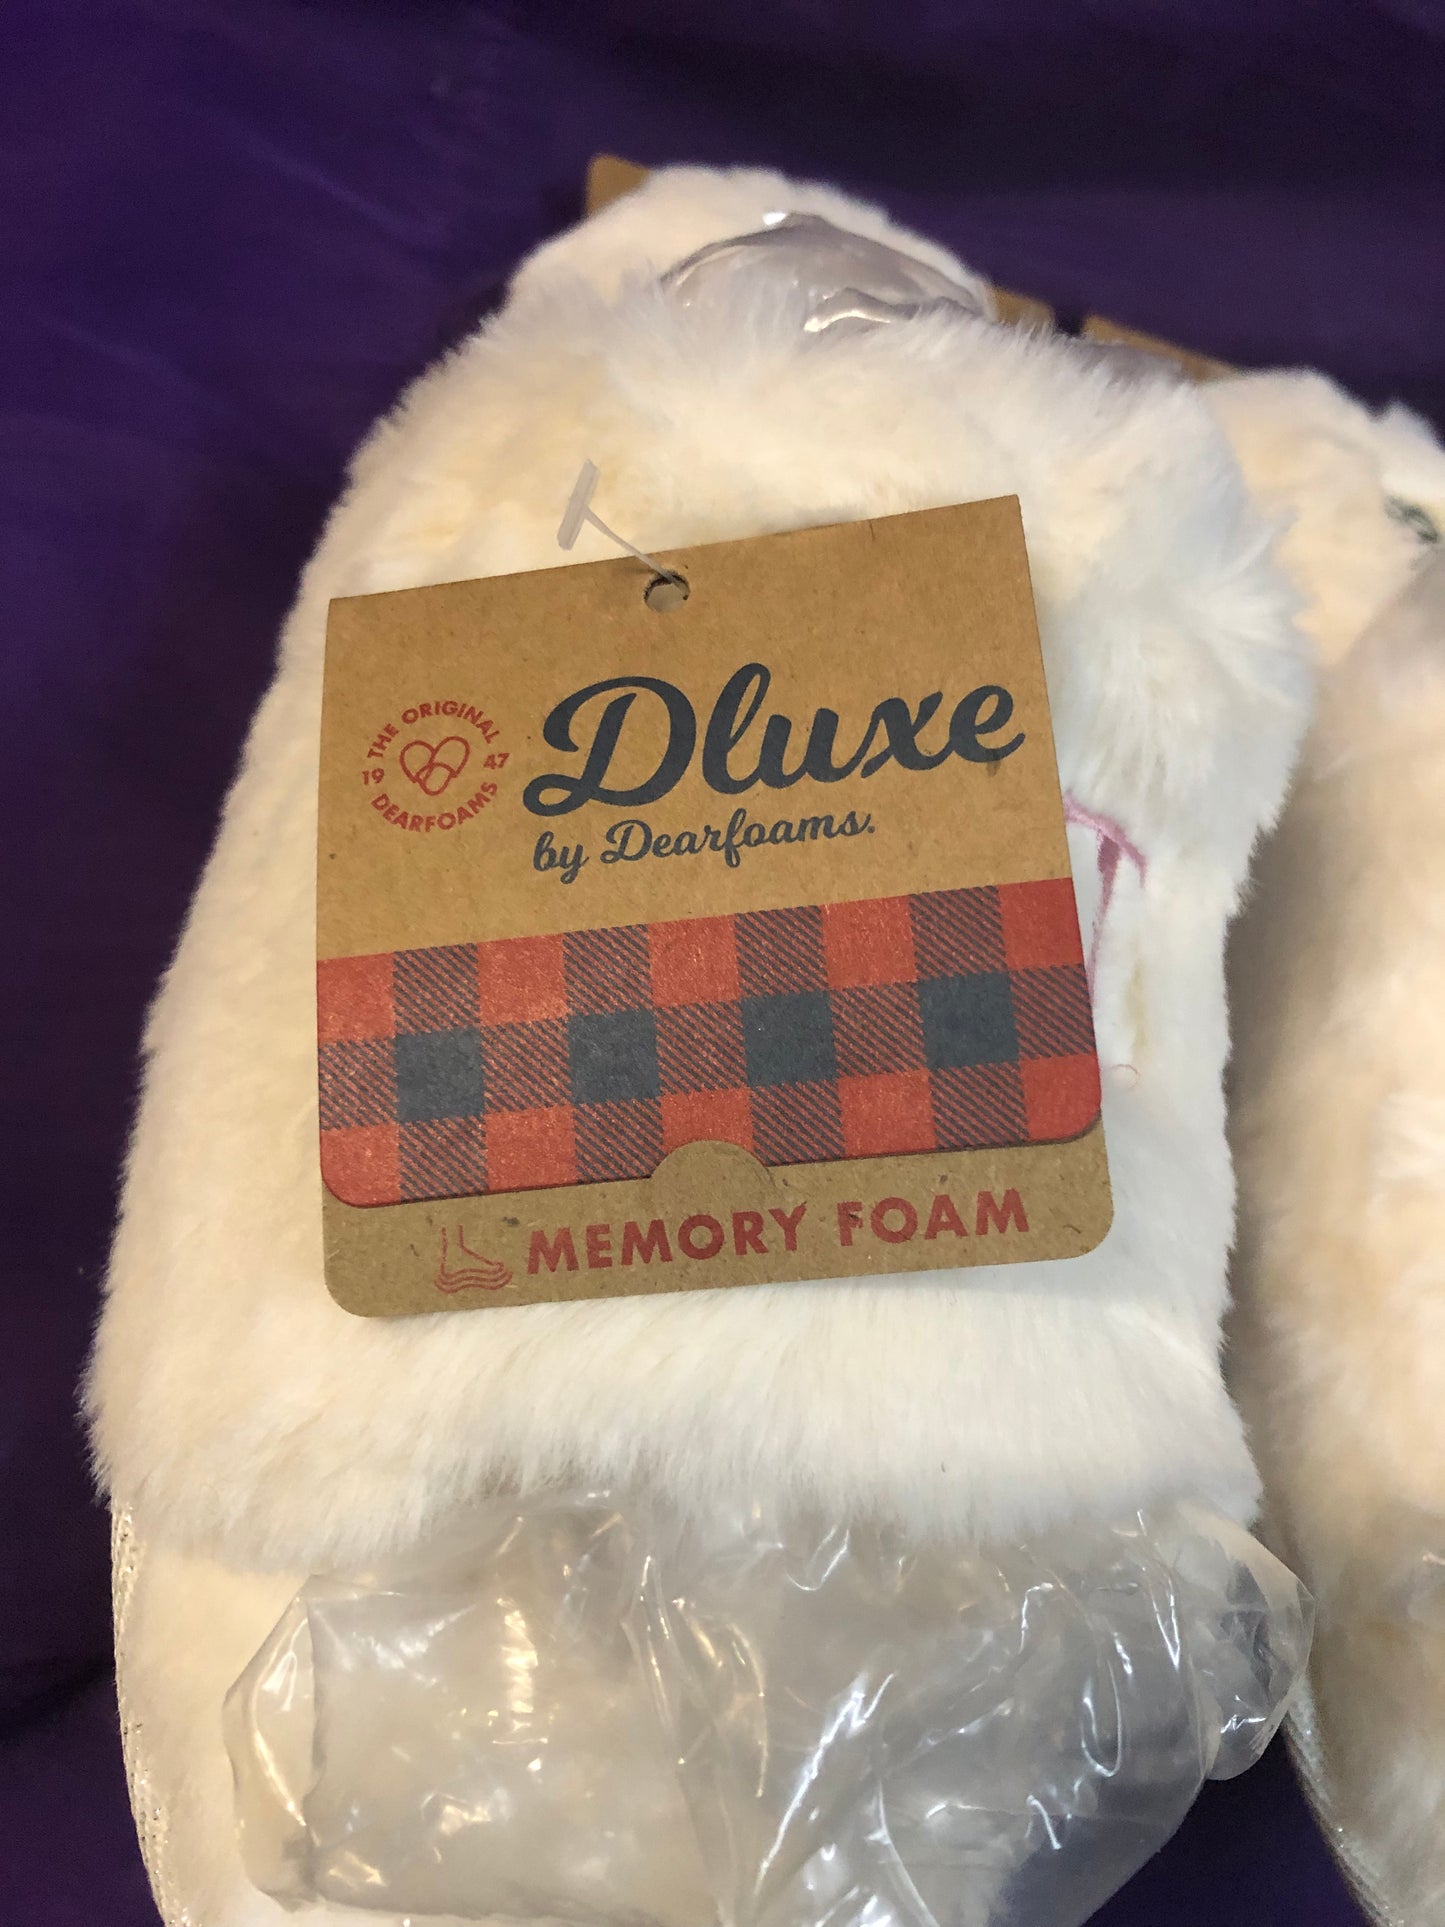 THE ORIGINAL
19 47
DEARFOAMS
Dluxe
by Dearfoams.
MEMORY FOAM